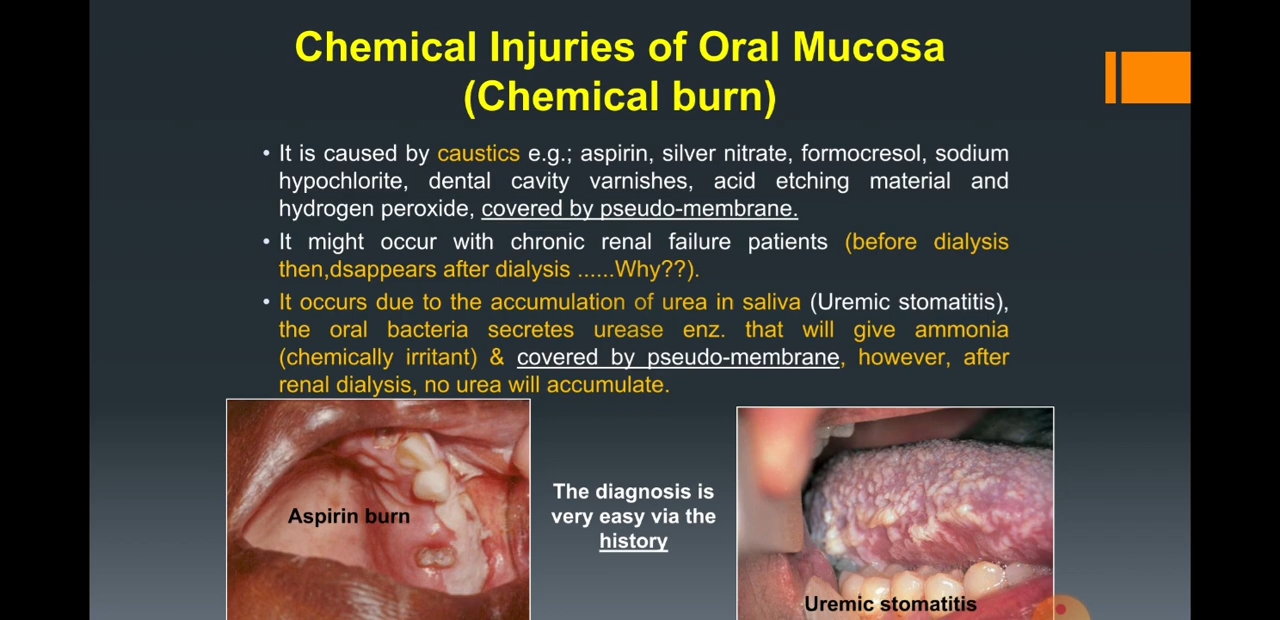 Chemical Injuries of Oral Mucosa
(Chemical burn)
• It is caused by caustics e.g.; aspirin, silver nitrate, formocresol, sodium
hypochlorite, dental cavity varnishes, acid etching material and
hydrogen peroxide, covered by pseudo-membrane.
• It might occur with chronic renal failure patients (before dialysis
then,dsappears after dialysis ......Why??).
• It occurs due to the accumulation of urea in saliva (Uremic stomatitis),
the oral bacteria secretes urease enz. that will give ammonia
(chemically irritant) & covered by pseudo-membrane, however, after
renal dialysis, no urea will accumulate.
Aspirin burn
The diagnosis is
very easy via the
history
Uremic stomatitis